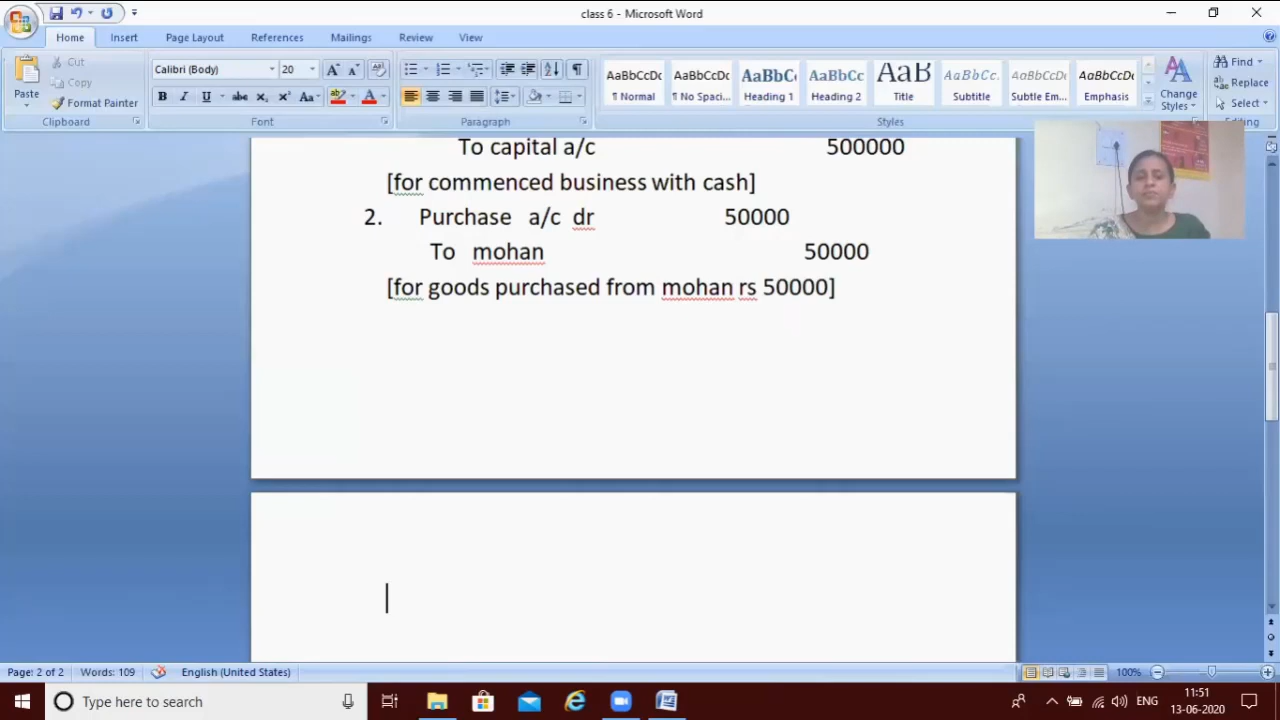 class 6 - Microsoft Word
Home Insert Page Layout References Mailings Review View
Cut
Copy
Format Painter
Paste
Clipboard
Calibri (Body) 20
Font
Paragraph
AaBbCcDc AaBbCcDc AaBbC AaBbCc AaB AaBbCc. AaBbCcDc AaBbCcDc
¶ Normal ¶ No Spaci... Heading 1 Heading 2 Title Subtitle Subtle Em... Emphasis
Change Styles
Styles
Find
Replace
Select
Editing
To capital a/c 500000
[for commenced business with cash]
2. Purchase a/c dr 50000
To mohan 50000
[for goods purchased from mohan rs 50000]
Page: 2 of 2 Words: 109 English (United States) 100%
Type here to search
ENG
11:51
13-06-2020